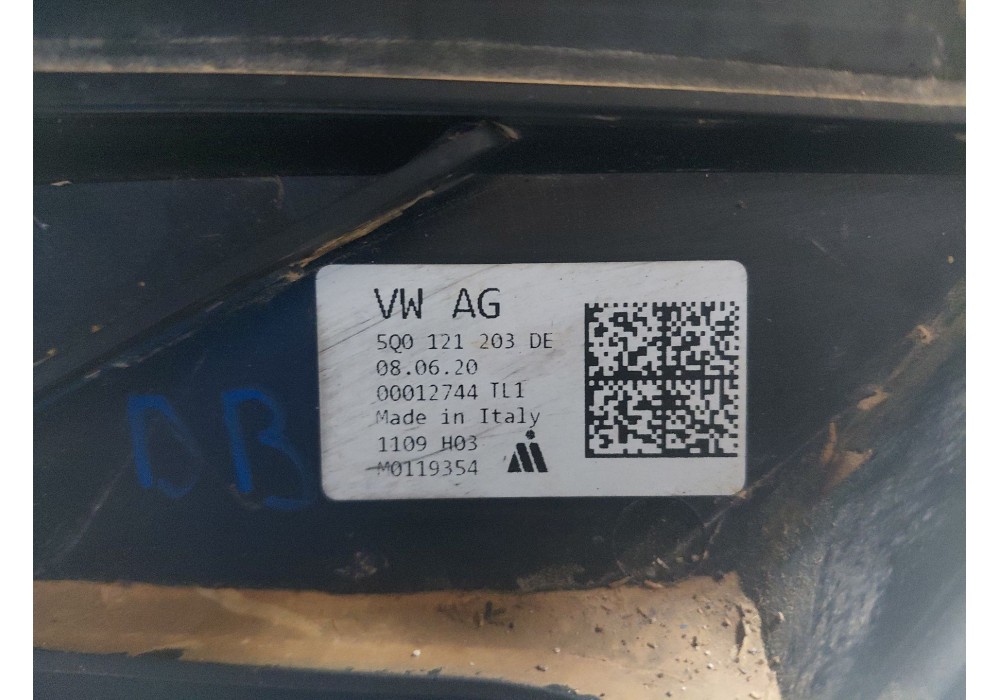 VW AG
5Q0 121 203 DE
08.06.20
00012744 TL1
Made in Italy
1109 H03
M0119354
DB